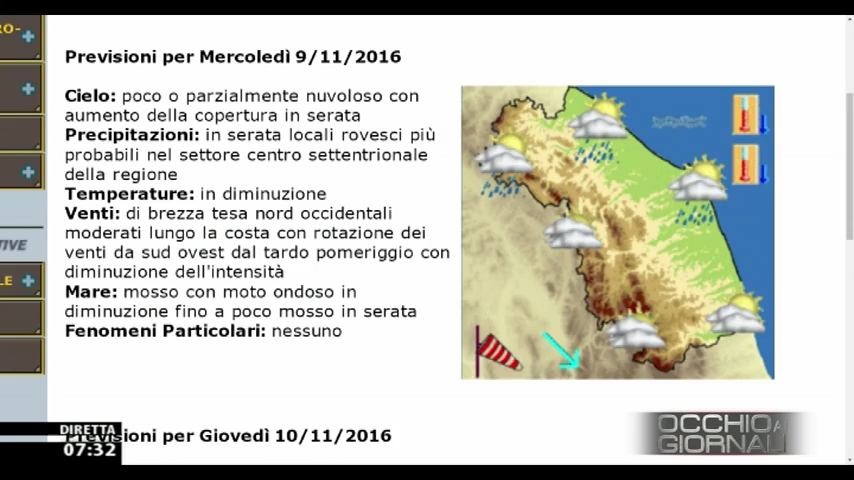 RO-
Previsioni per Mercoledì 9/11/2016
Cielo: poco o parzialmente nuvoloso con
aumento della copertura in serata
Precipitazioni: in serata locali rovesci più
probabili nel settore centro settentrionale
della regione
Temperature: in diminuzione
Venti: di brezza tesa nord occidentali
moderati lungo la costa con rotazione dei
venti da sud ovest dal tardo pomeriggio con
diminuzione dell'intensità
Mare: mosso con moto ondoso in
diminuzione fino a poco mosso in serata
Fenomeni Particolari: nessuno
TIVE
LE
Previsioni per Giovedì 10/11/2016
DIRETTA
07:32
OCCHIO AI
GIORNALI